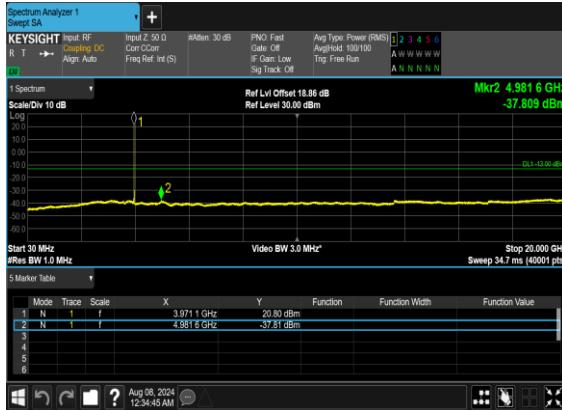 Spectrum Analyzer 1
Swept SA
+
KEYSIGHT
R T
Input: RF
Coupling: DC
Align: Auto
Input Z: 50 Ω
Corr CCorr
Freq Ref: Int (S)
#Atten: 30 dB
PNO: Fast
Gate: Off
IF Gain: Low
Sig Track: Off
Avg Type: Power (RMS)
Avg|Hold: 100/100
Trig: Free Run
1 2 3 4 5 6
A W W W W W
A N N N N N
1 Spectrum
Scale/Div 10 dB
Ref Lvl Offset 18.86 dB
Ref Level 30.00 dBm
Mkr2 4.981 6 GHz
-37.809 dBm
Log
20.0
10.0
0.00
-10.0
-20.0
-30.0
-40.0
-50.0
-60.0
1
2
DL1 -13.00 dBm
Start 30 MHz
#Res BW 1.0 MHz
Video BW 3.0 MHz*
Stop 20.000 GHz
Sweep 34.7 ms (40001 pts)
5 Marker Table
Mode Trace Scale X Y Function Function Width Function Value
1 N 1 f 3.971 1 GHz 20.80 dBm
2 N 1 f 4.981 6 GHz -37.81 dBm
3
4
5
6
?
Aug 08, 2024
12:34:45 AM